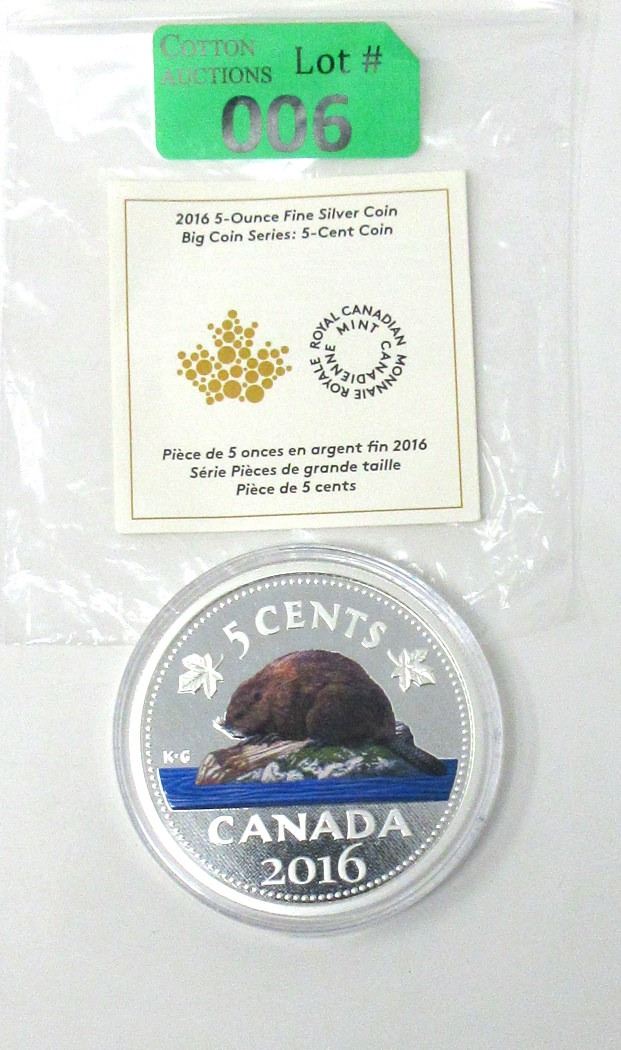 COTTON
AUCTIONS
Lot #
006
2016 5-Ounce Fine Silver Coin
Big Coin Series: 5-Cent Coin
ROYAL CANADIAN
MINT
MONNAIE ROYALE
CANADIENNE
Pièce de 5 onces en argent fin 2016
Série Pièces de grande taille
Pièce de 5 cents
5 CENTS
K·G
CANADA
2016